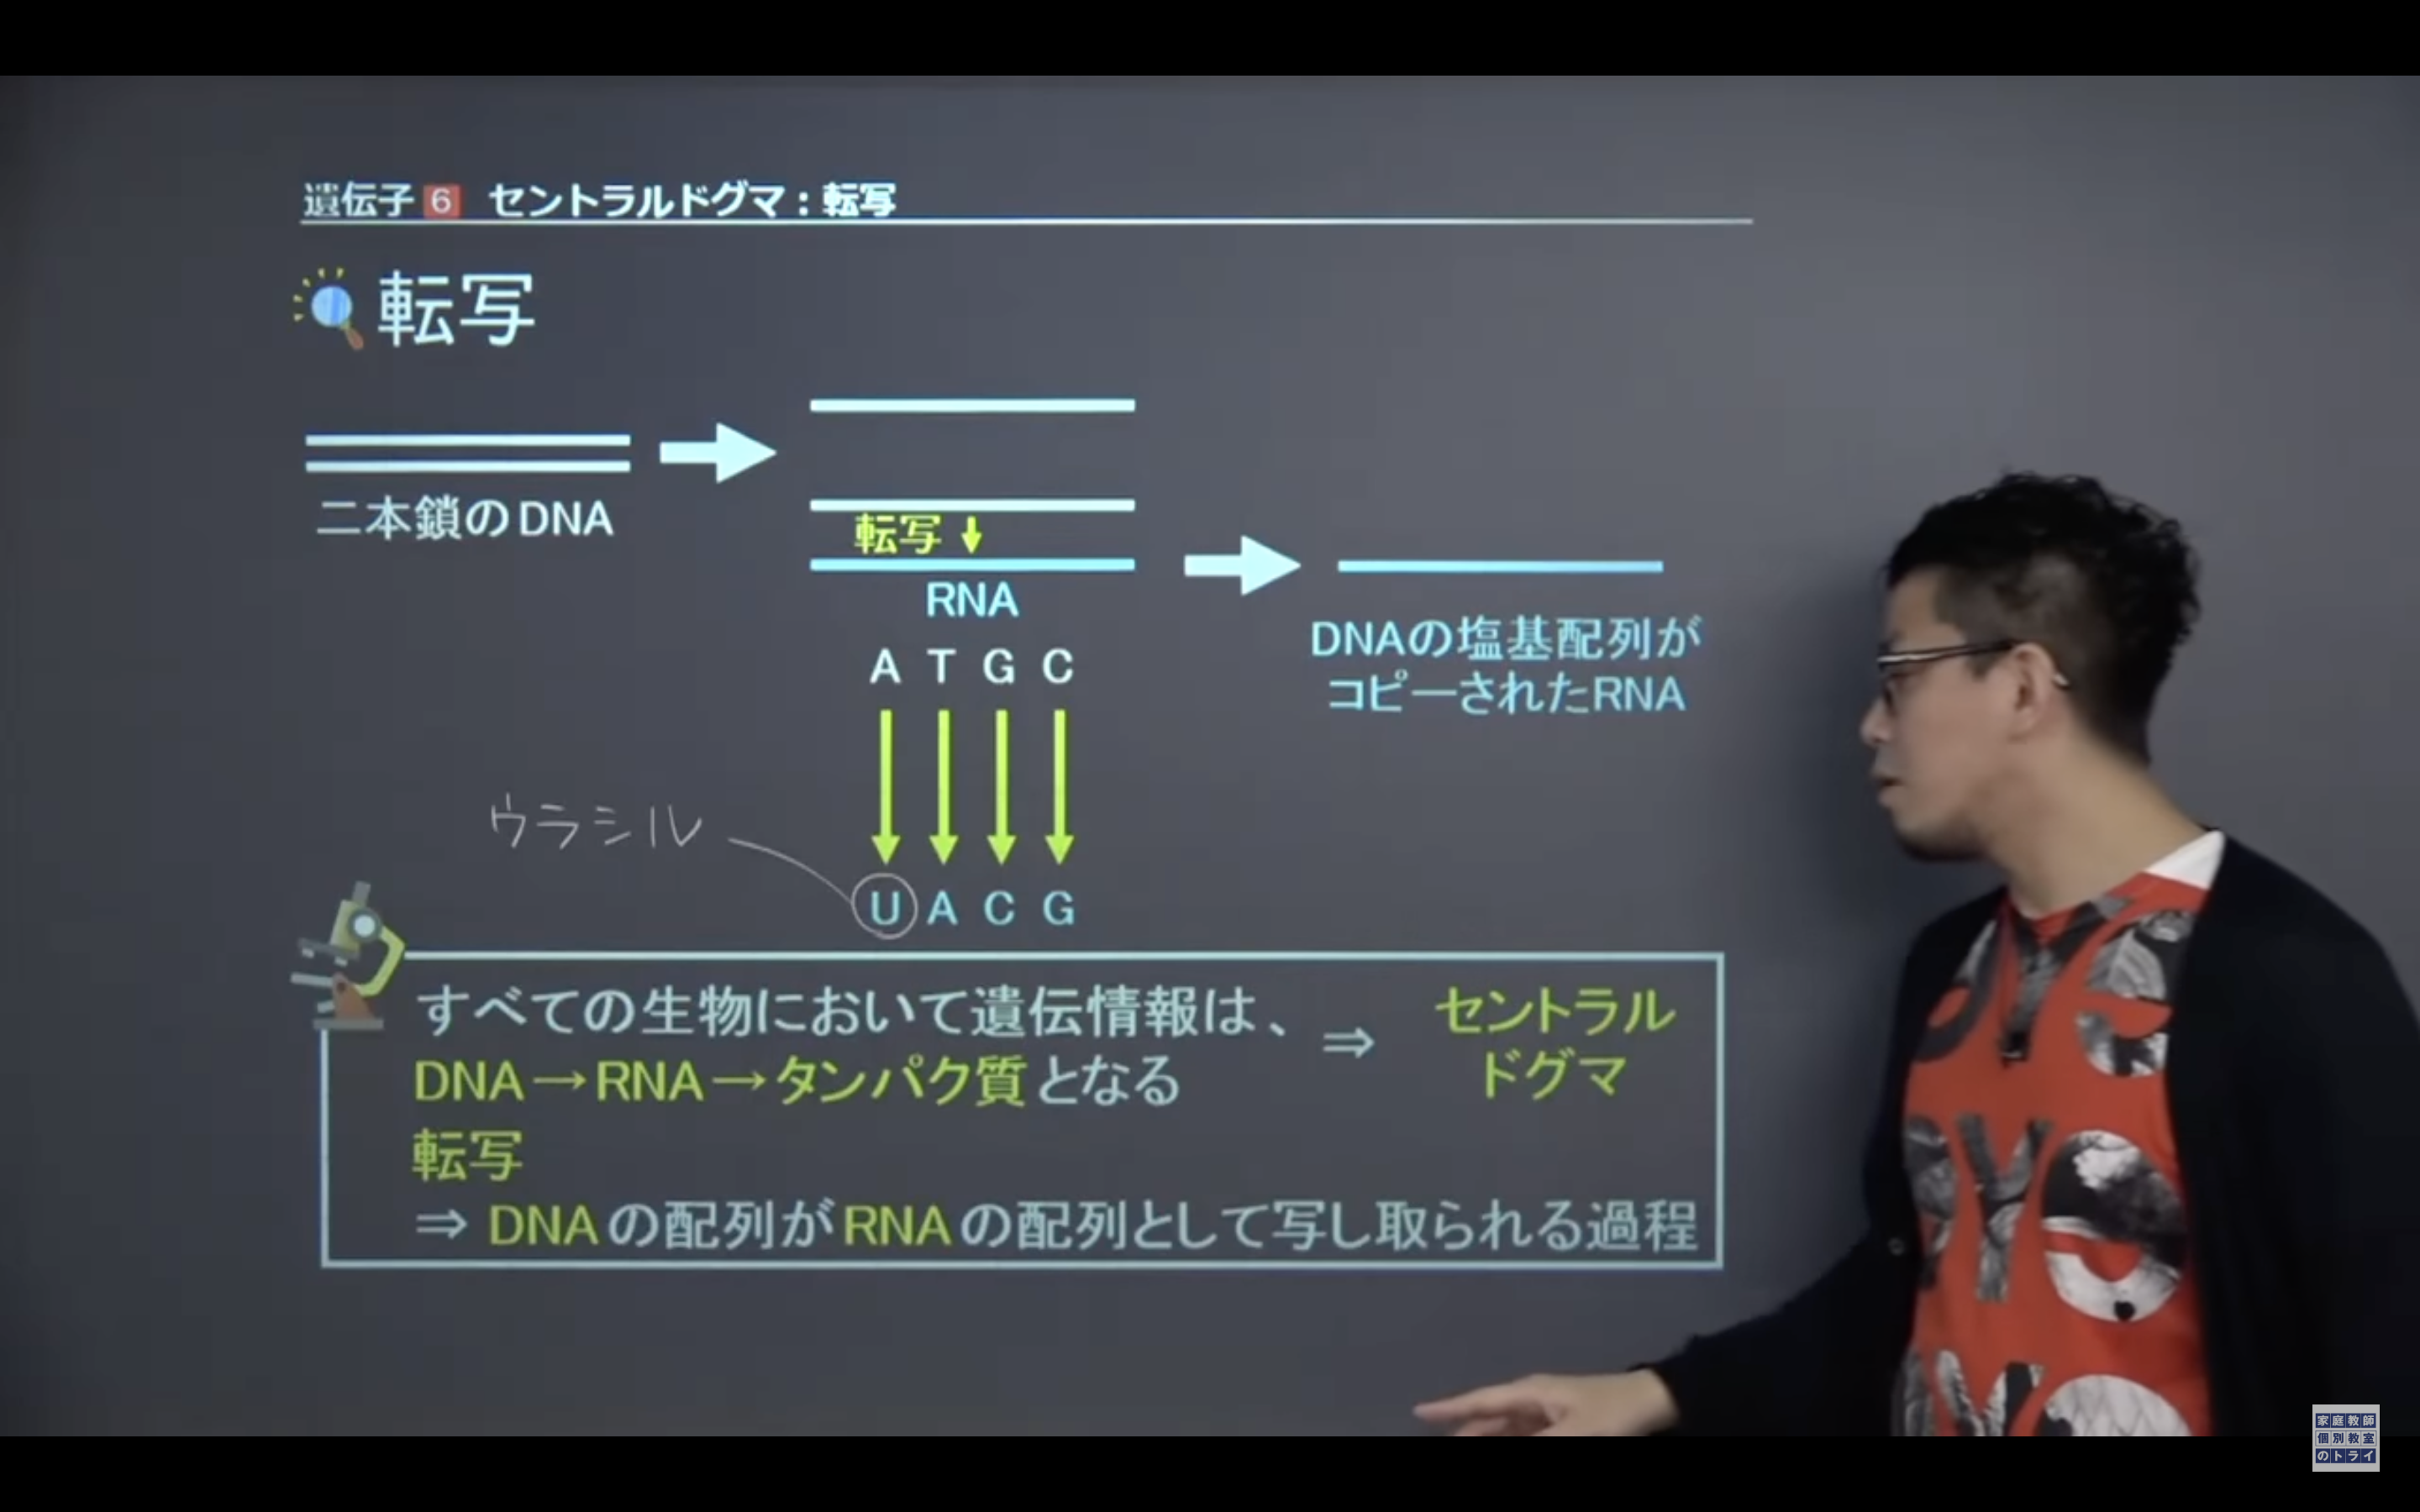 遺伝子 6 セントラルドグマ：転写
転写
二本鎖のDNA
転写
RNA
A T G C
DNAの塩基配列が
コピーされたRNA
ウラシル
U A C G
すべての生物において遺伝情報は、
DNA→RNA→タンパク質となる
⇒
セントラル
ドグマ
転写
⇒ DNAの配列がRNAの配列として写し取られる過程
家庭教師
個別教室
のトライ